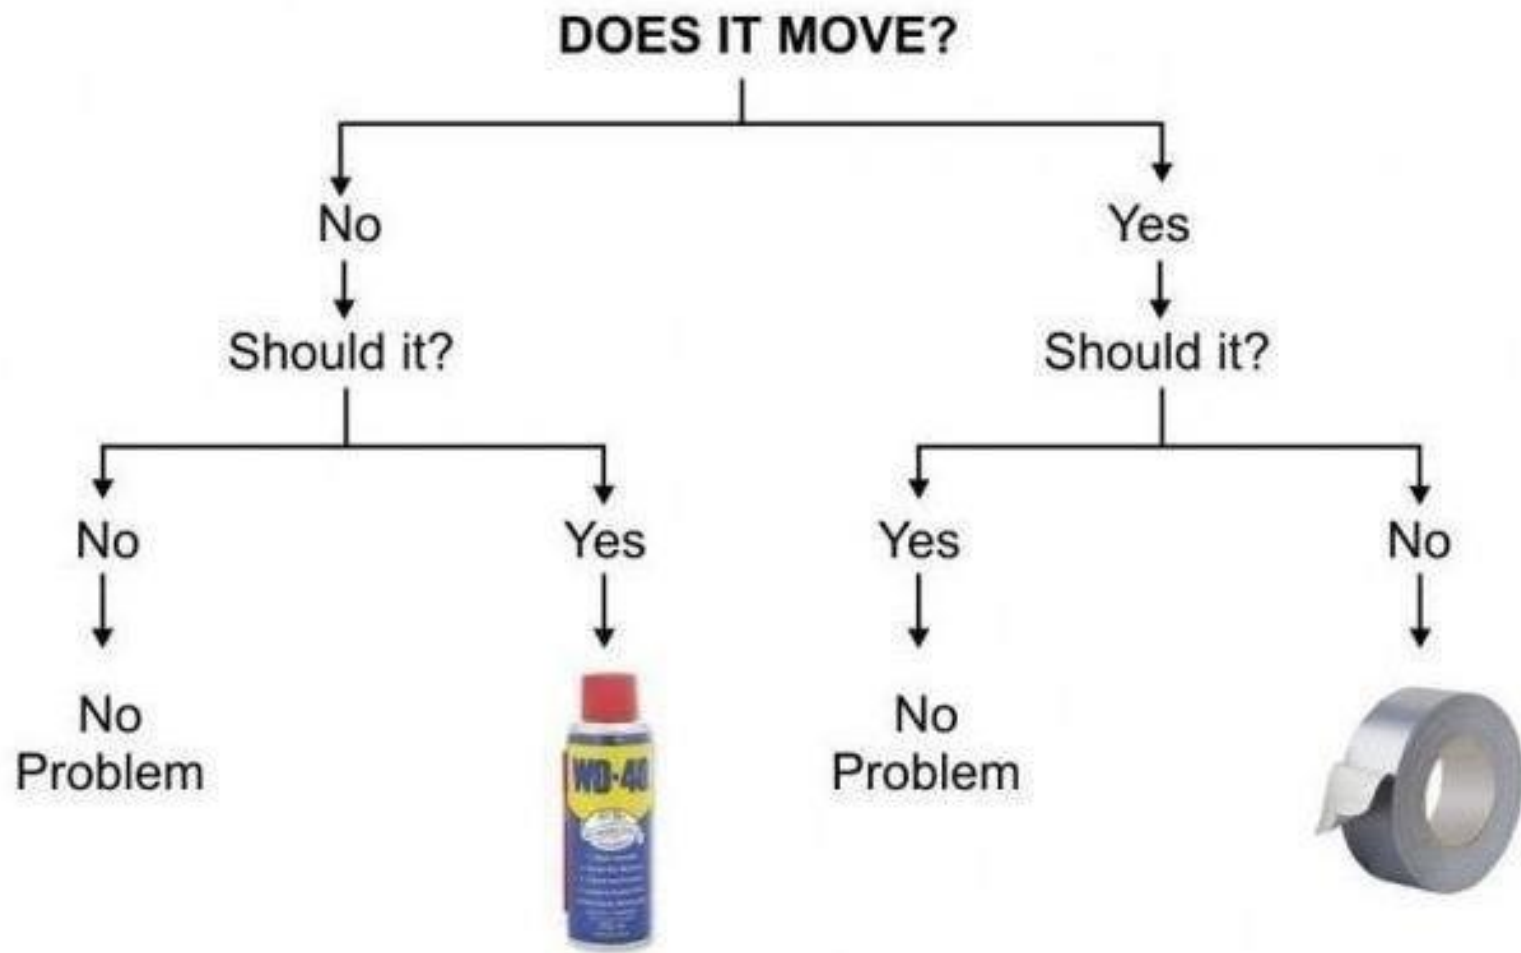 DOES IT MOVE?
No
Yes
Should it?
Should it?
No
Yes
Yes
No
No
Problem
No
Problem
WD-40